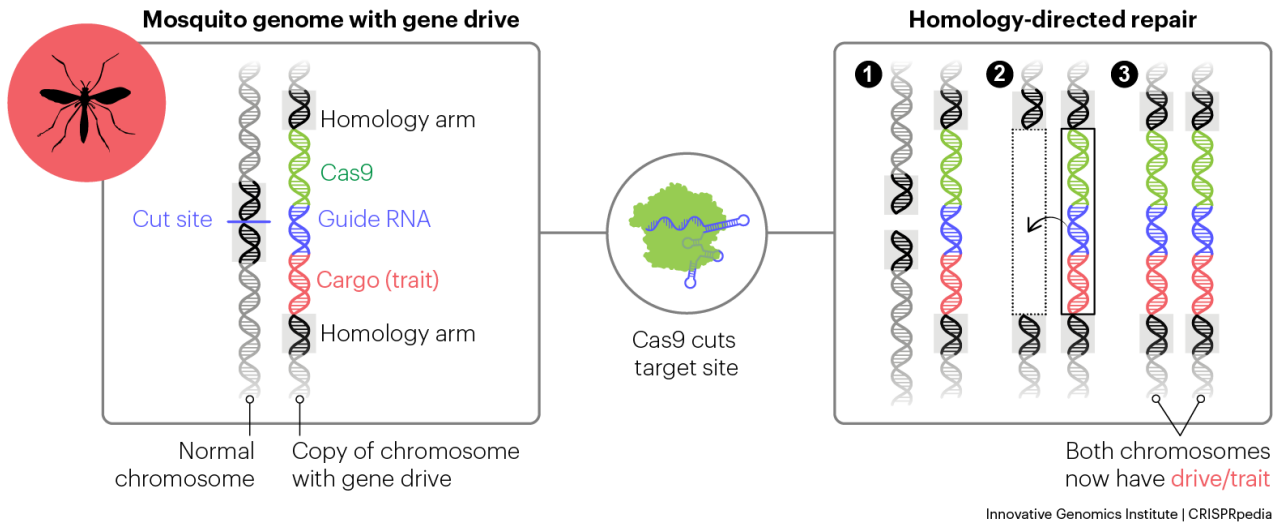 Mosquito genome with gene drive
Homology arm
Cas9
Cut site
Guide RNA
Cargo (trait)
Homology arm
Normal
chromosome
Copy of chromosome
with gene drive
Cas9 cuts
target site
Homology-directed repair
1
2
3
Both chromosomes
now have drive/trait
Innovative Genomics Institute | CRISPRpedia